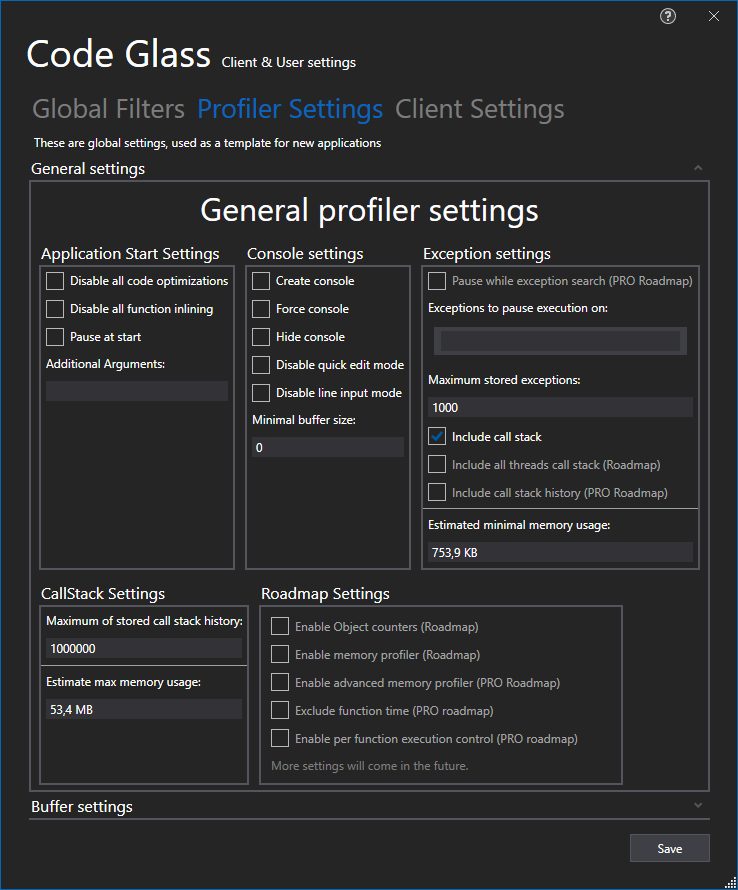 Code Glass Client & User settings
Global Filters Profiler Settings Client Settings
These are global settings, used as a template for new applications
General settings
General profiler settings
Application Start Settings
Disable all code optimizations
Disable all function inlining
Pause at start
Additional Arguments:
Console settings
Create console
Force console
Hide console
Disable quick edit mode
Disable line input mode
Minimal buffer size:
0
Exception settings
Pause while exception search (PRO Roadmap)
Exceptions to pause execution on:
Maximum stored exceptions:
1000
Include call stack
Include all threads call stack (Roadmap)
Include call stack history (PRO Roadmap)
Estimated minimal memory usage:
753,9 KB
CallStack Settings
Maximum of stored call stack history:
1000000
Estimate max memory usage:
53,4 MB
Roadmap Settings
Enable Object counters (Roadmap)
Enable memory profiler (Roadmap)
Enable advanced memory profiler (PRO Roadmap)
Exclude function time (PRO roadmap)
Enable per function execution control (PRO roadmap)
More settings will come in the future.
Buffer settings
Save